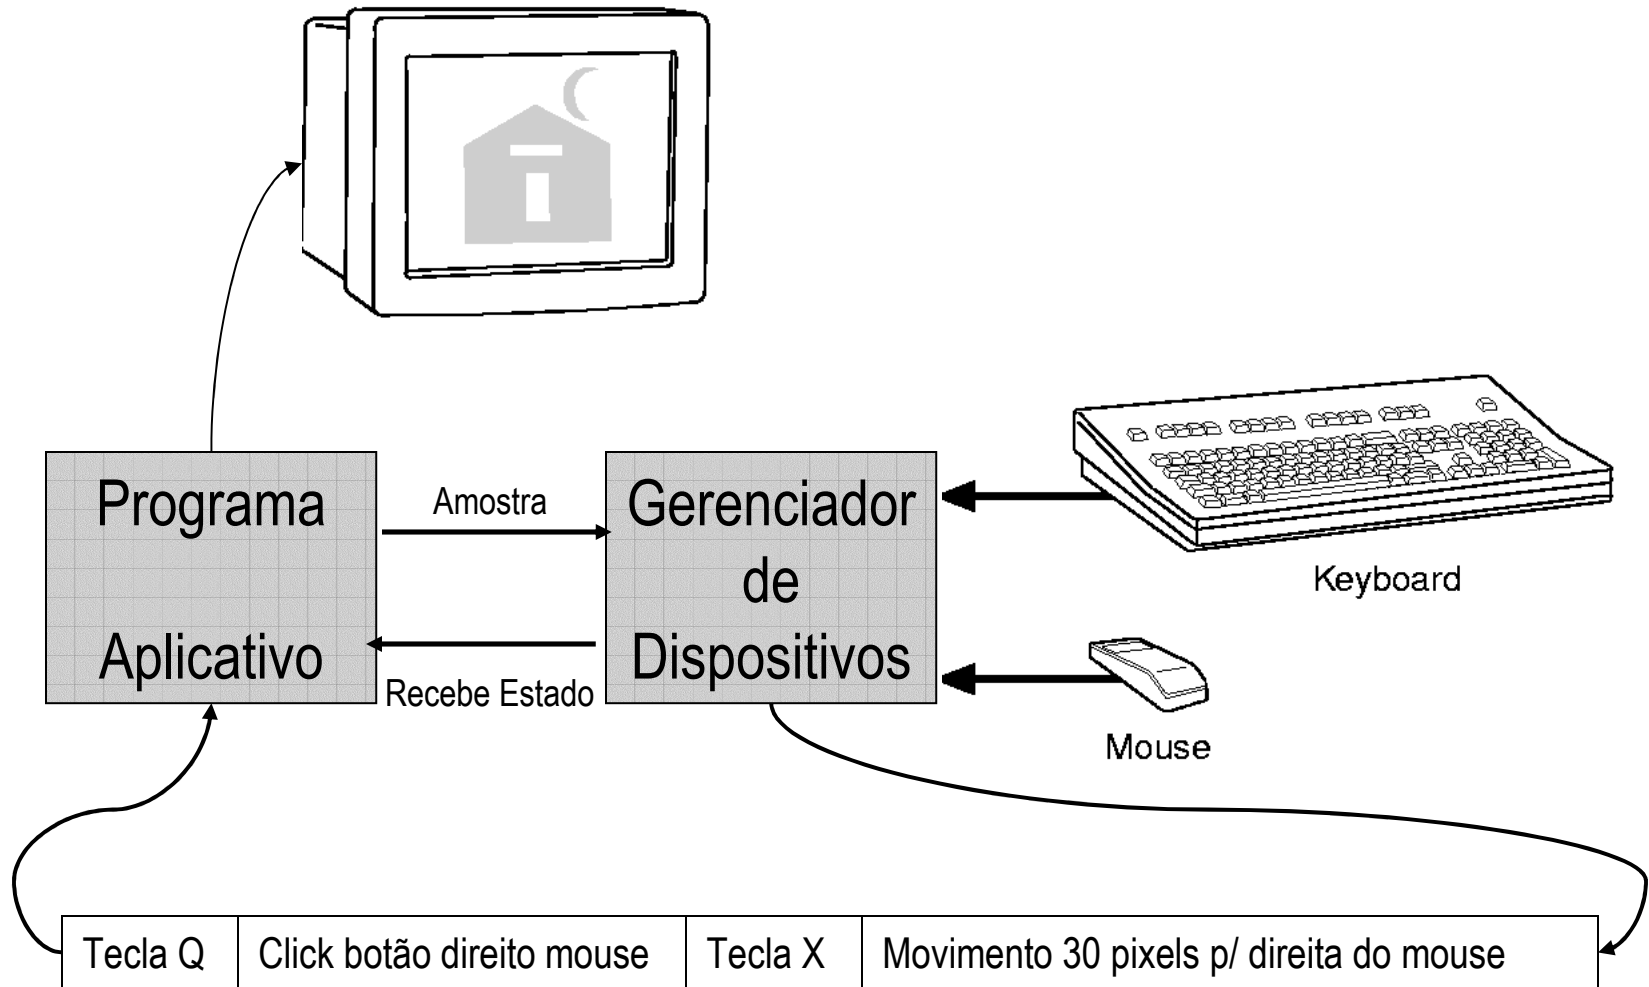 Programa
Aplicativo
Amostra
Recebe Estado
Gerenciador
de
Dispositivos
Keyboard
Mouse
Tecla Q
Click botão direito mouse
Tecla X
Movimento 30 pixels p/ direita do mouse